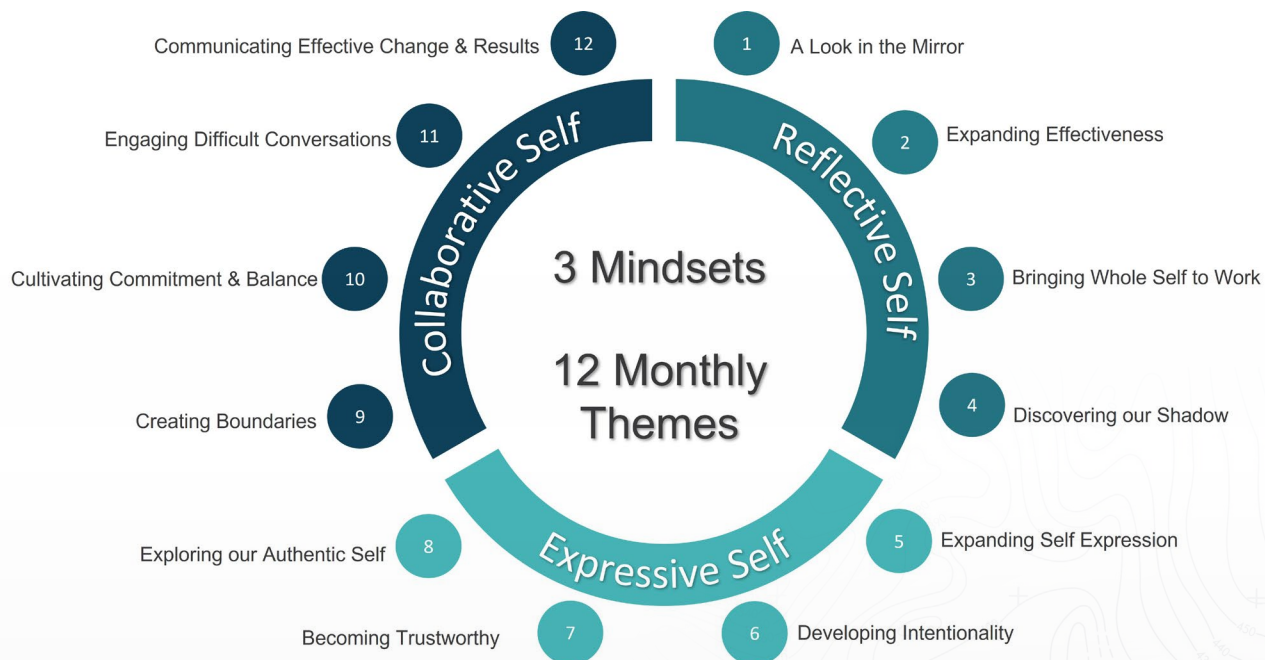 12
Communicating Effective Change & Results
1
A Look in the Mirror
11
Engaging Difficult Conversations
2
Expanding Effectiveness
10
Cultivating Commitment & Balance
3
Bringing Whole Self to Work
9
Creating Boundaries
4
Discovering our Shadow
8
Exploring our Authentic Self
5
Expanding Self Expression
7
Becoming Trustworthy
6
Developing Intentionality
Collaborative Self
Reflective Self
Expressive Self
3 Mindsets
12 Monthly
Themes